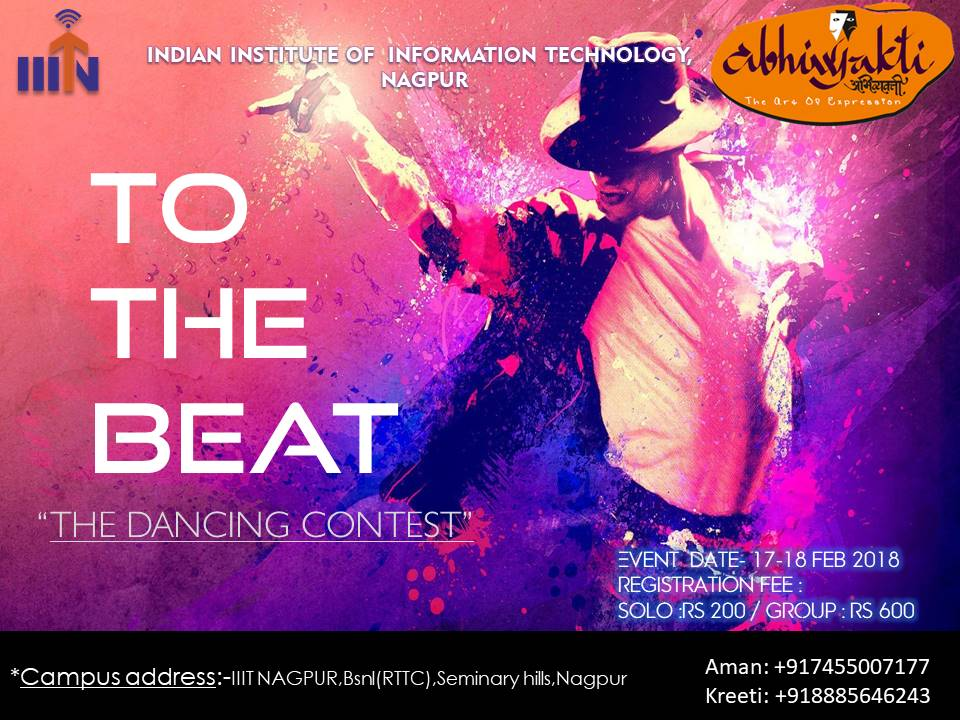 IIITN
INDIAN INSTITUTE OF INFORMATION TECHNOLOGY,
NAGPUR
abhivyakti
अभिव्यक्ती
The Art Of Expression
TO
THE
BEAT
“THE DANCING CONTEST”
EVENT DATE- 17-18 FEB 2018
REGISTRATION FEE :
SOLO :RS 200 / GROUP : RS 600
*Campus address:-IIIT NAGPUR,Bsnl(RTTC),Seminary hills,Nagpur
Aman: +917455007177
Kreeti: +918885646243